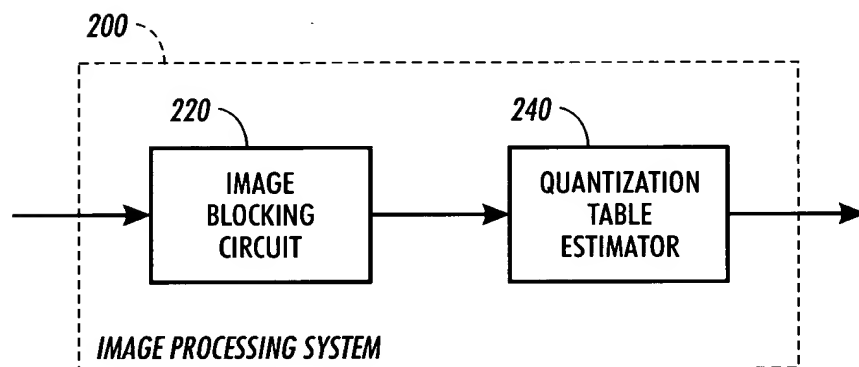 200
220
240
IMAGE
BLOCKING
CIRCUIT
QUANTIZATION
TABLE
ESTIMATOR
IMAGE PROCESSING SYSTEM